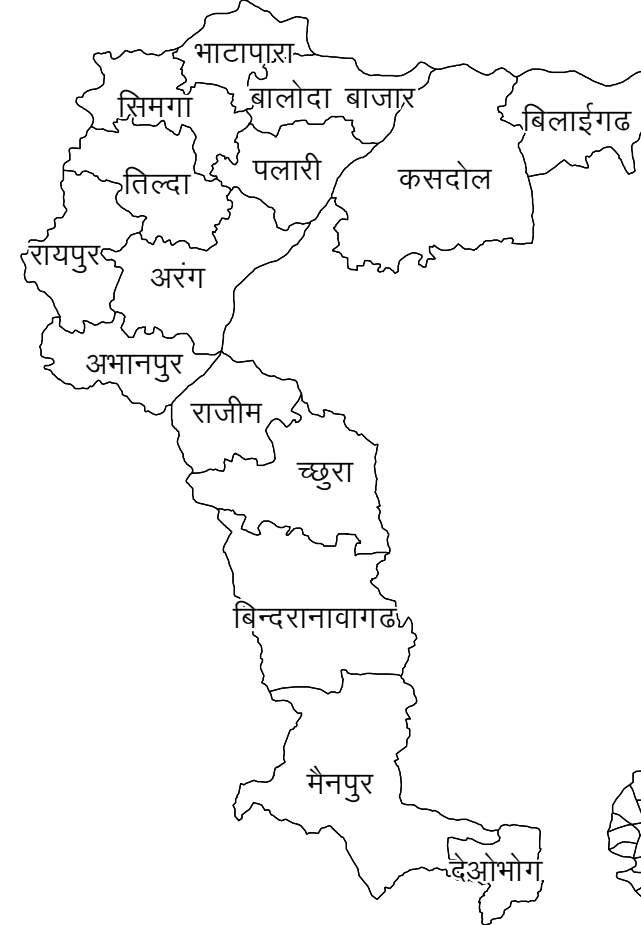 भाटापारा
सिमगा
बालोदा बाजार
बिलाईगढ
पलारी
कसदोल
तिल्दा
रायपुर
अरंग
अभानपुर
राजीम
च्छुरा
बिन्दरानावागढ
मैनपुर
देओभोग